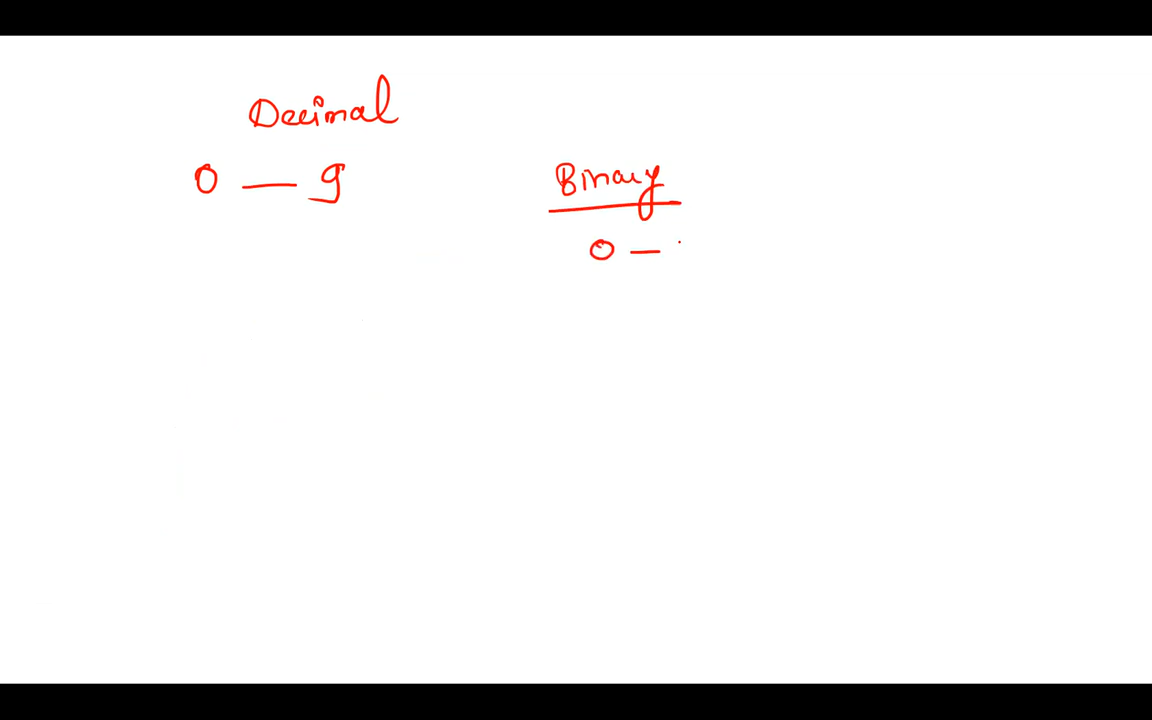 Decimal
0 — 9
Binary
0 —